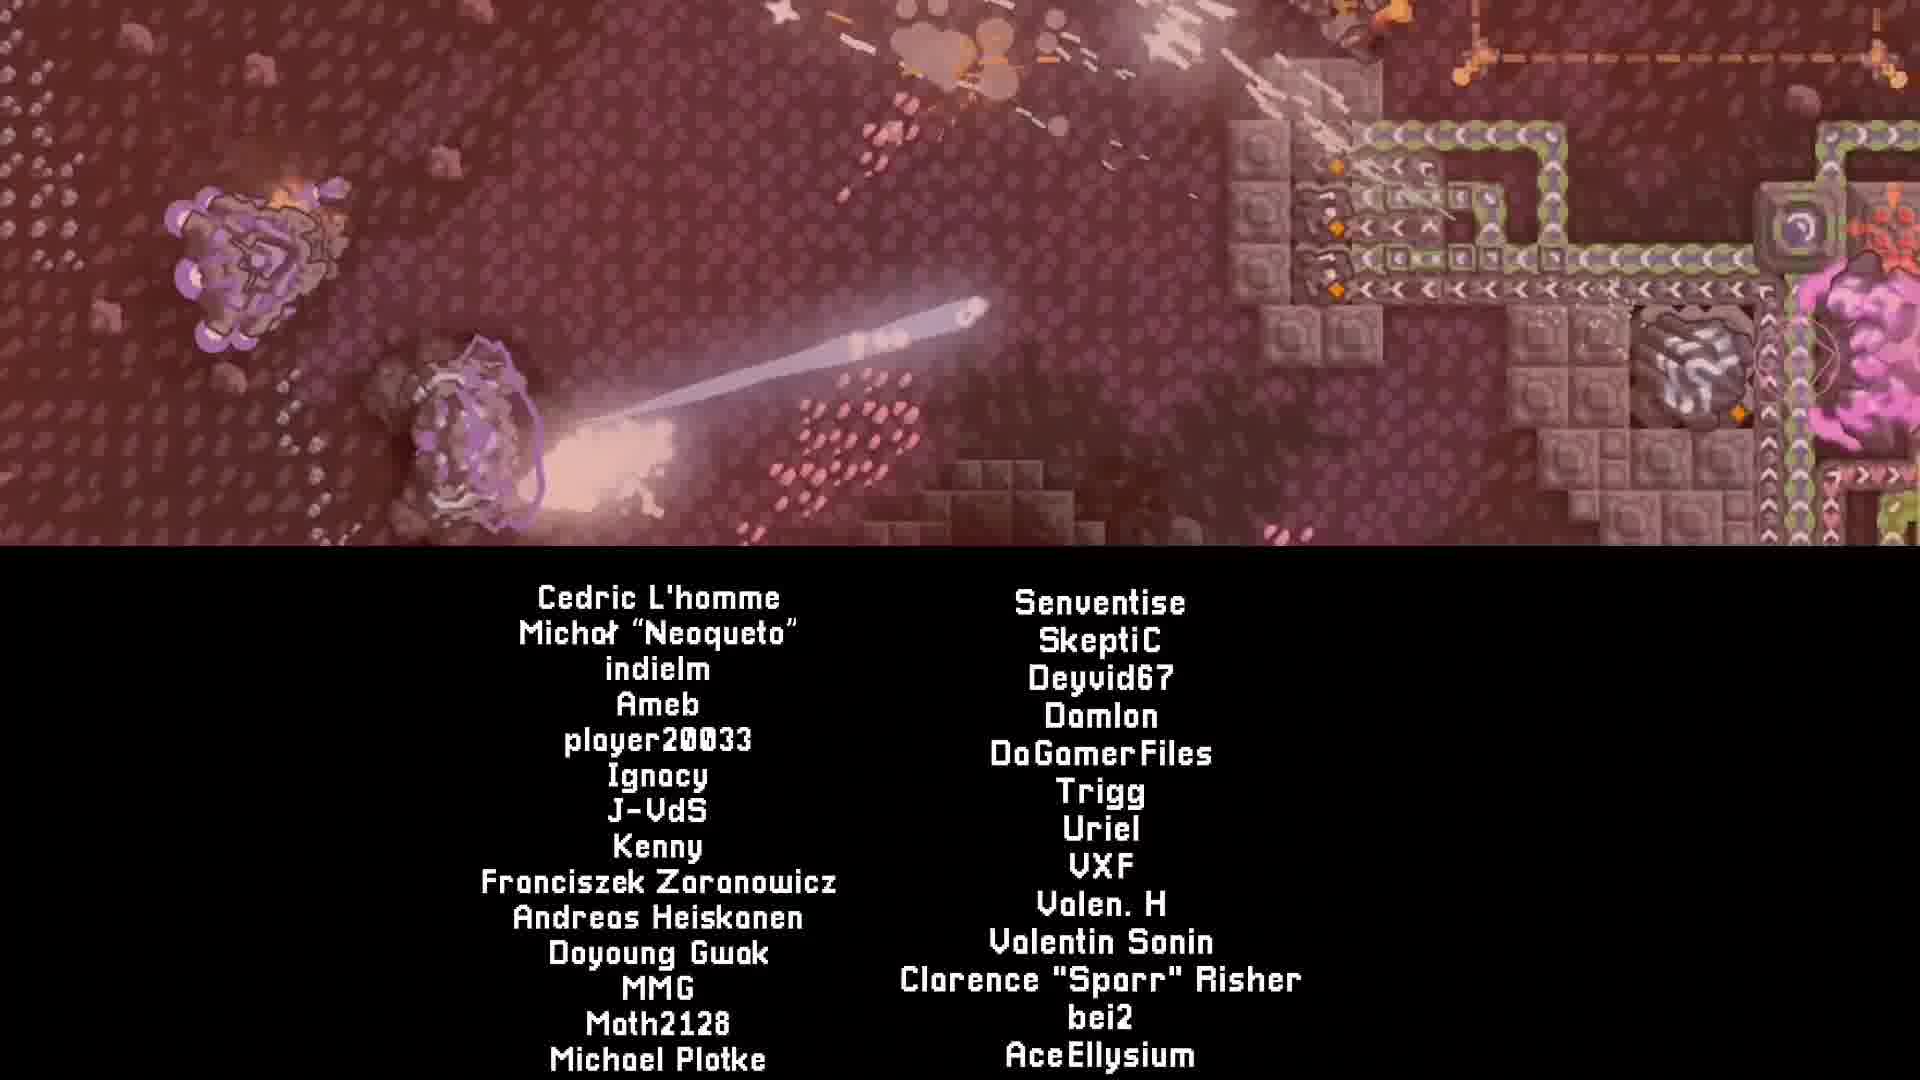 Cedric L'homme
Michał “Neoqueto”
indielm
Ameb
player20033
Ignacy
J-VdS
Kenny
Franciszek Zaranowicz
Andreas Heiskanen
Doyoung Gwak
MMG
Math2128
Michael Plotke
Senventise
SkeptiC
Deyvid67
Damlon
DaGamerFiles
Trigg
Uriel
VXF
Valen. H
Valentin Sonin
Clarence "Sparr" Risher
bei2
AceEllysium